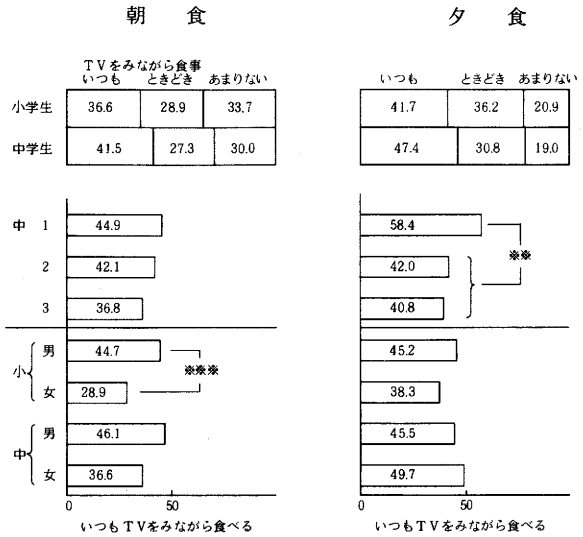 朝 食 夕 食
TVをみながら食事
いつも ときどき あまりない いつも ときどき あまりない
小学生 36.6 28.9 33.7 41.7 36.2 20.9
中学生 41.5 27.3 30.0 47.4 30.8 19.0
中 1 44.9 58.4
※※
2 42.1 42.0
3 36.8 40.8
小 男 44.7 45.2
※※※
女 28.9 38.3
中 男 46.1 45.5
女 36.6 49.7
0 50 0 50
いつもTVをみながら食べる いつもTVをみながら食べる